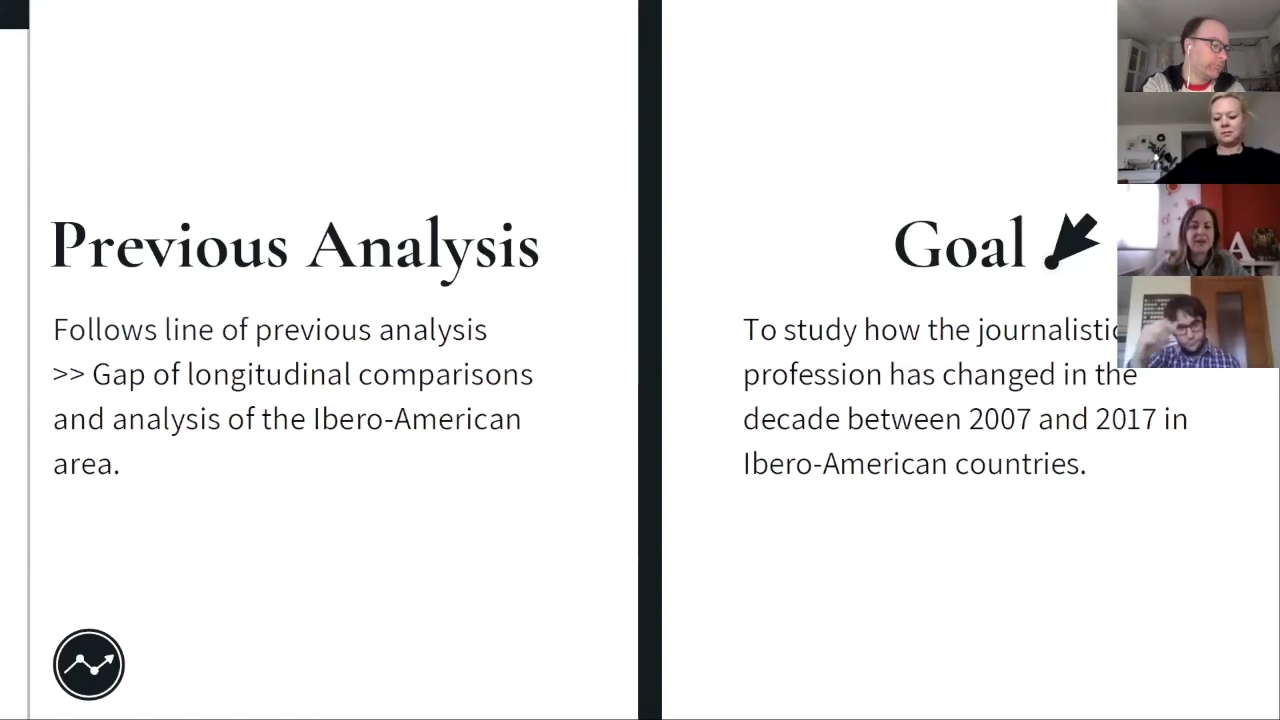 Previous Analysis
Follows line of previous analysis
>> Gap of longitudinal comparisons
and analysis of the Ibero-American
area.
Goal
To study how the journalistic
profession has changed in the
decade between 2007 and 2017 in
Ibero-American countries.
A